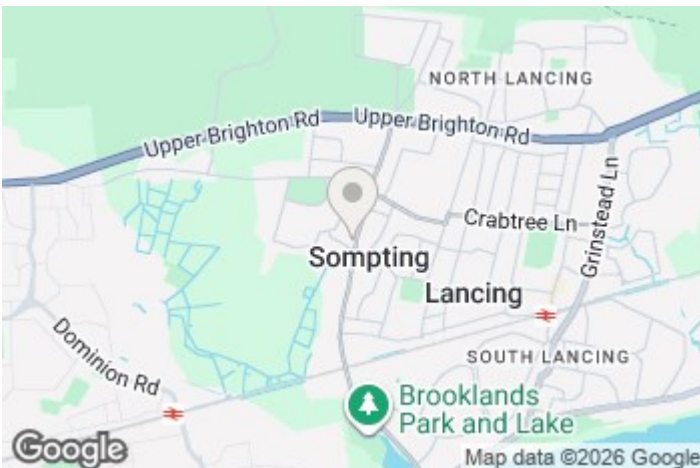 NORTH LANCING
Upper Brighton Rd
Upper Brighton Rd
Crabtree Ln
Grinstead Ln
Sompting
Lancing
Dominion Rd
SOUTH LANCING
Brooklands
Park and Lake
Google
Map data ©2026 Google